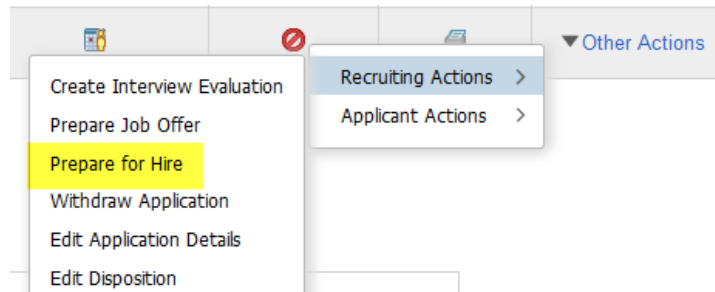 Other Actions
Recruiting Actions
Applicant Actions
Create Interview Evaluation
Prepare Job Offer
Prepare for Hire
Withdraw Application
Edit Application Details
Edit Disposition